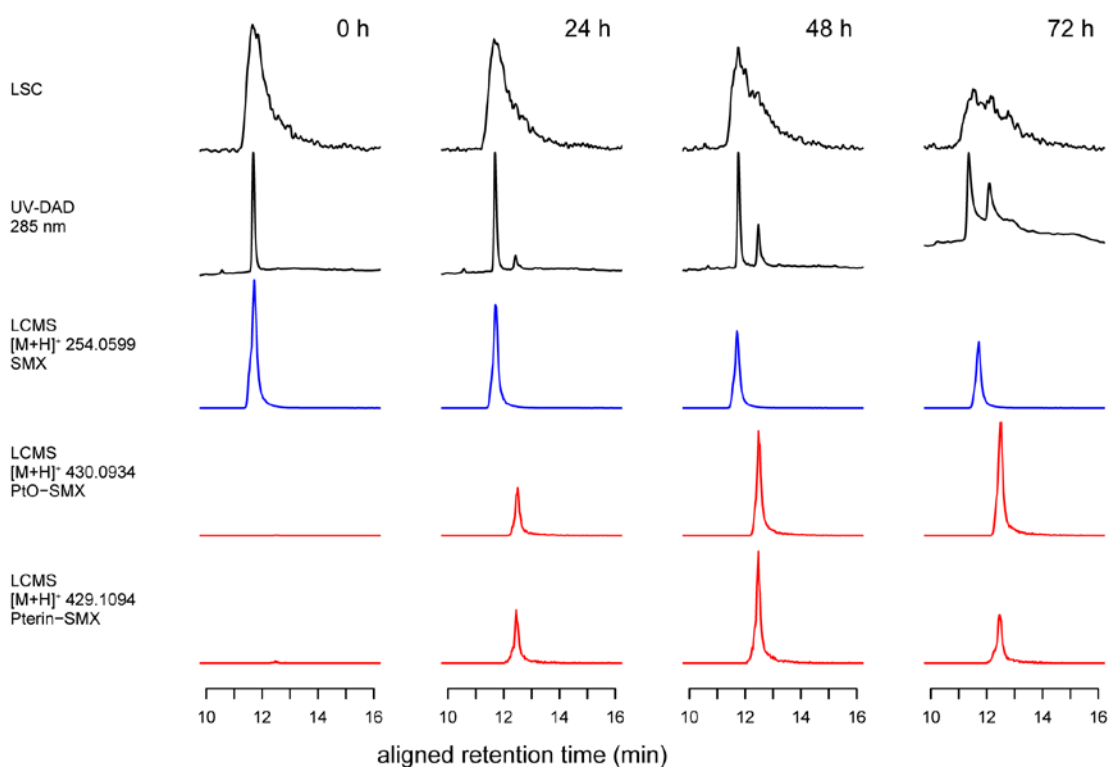 0 h 24 h 48 h 72 h
LSC
UV-DAD
285 nm
LCMS
[M+H]⁺ 254.0599
SMX
LCMS
[M+H]⁺ 430.0934
PtO−SMX
LCMS
[M+H]⁺ 429.1094
Pterin−SMX
10 12 14 16 10 12 14 16 10 12 14 16 10 12 14 16
aligned retention time (min)